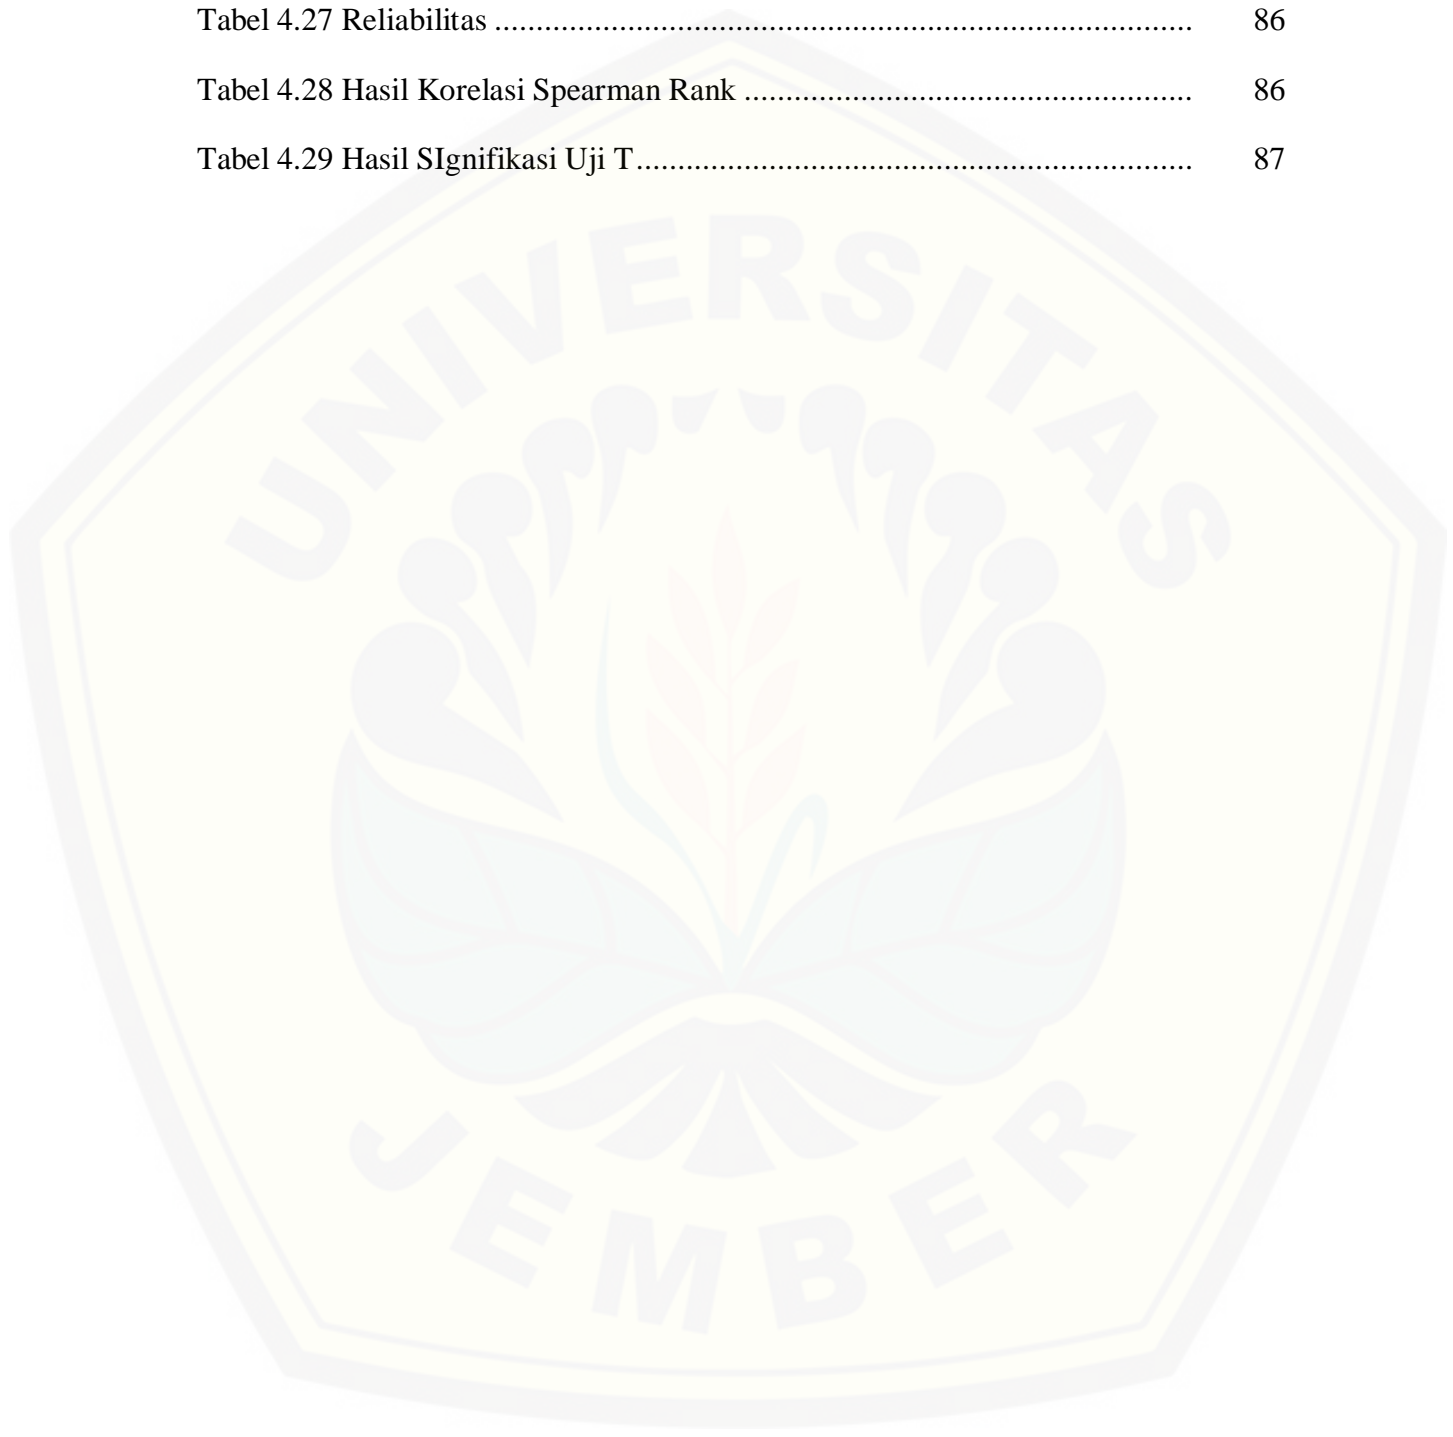 Tabel 4.27 Reliabilitas ..................................................................................... 86
Tabel 4.28 Hasil Korelasi Spearman Rank ...................................................... 86
Tabel 4.29 Hasil SIgnifikasi Uji T................................................................... 87
UNIVERSITAS
JEMBER